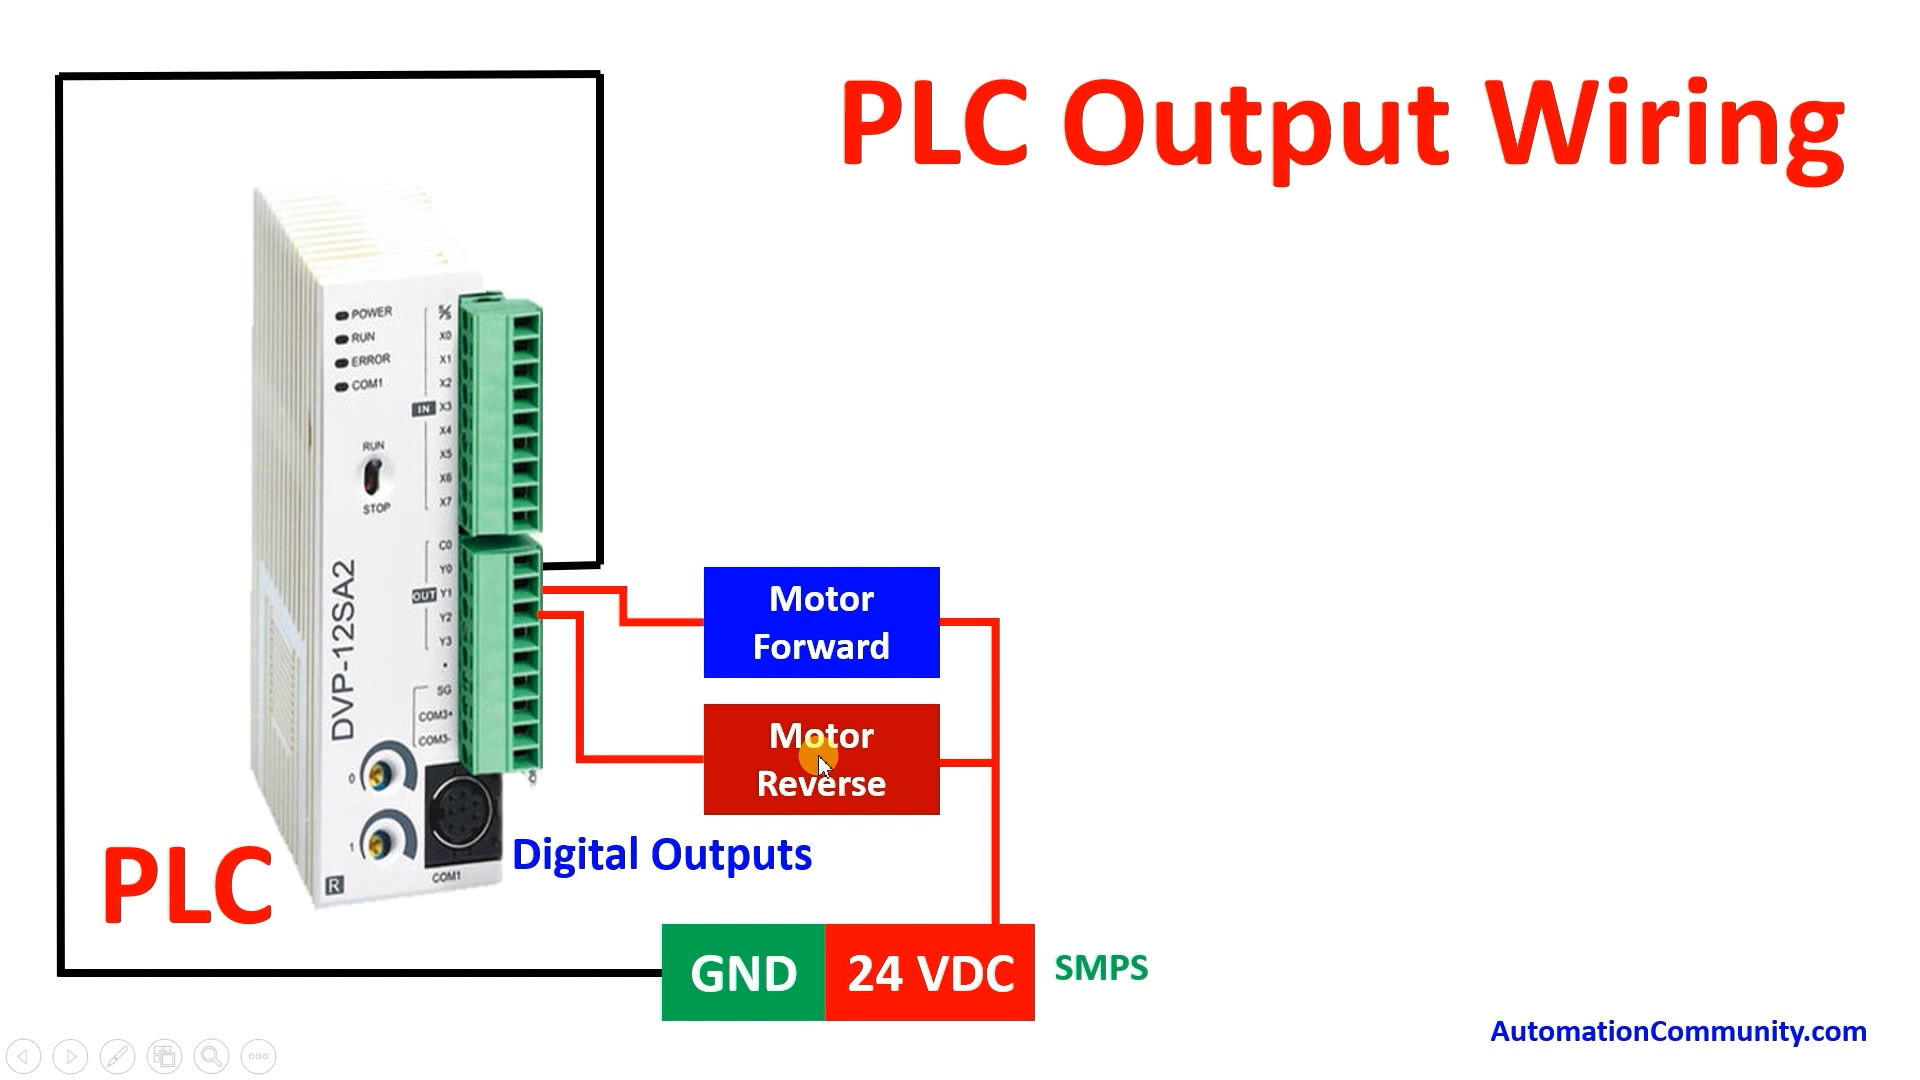 PLC Output Wiring
POWER
RUN
ERROR
COM1
S/S
X0
X1
X2
IN X3
X4
X5
X6
X7
RUN
STOP
C0
Y0
OUT Y1
Y2
Y3
•
SG
COM3+
COM3-
DVP-12SA2
0
1
R
COM1
PLC
Motor
Forward
Motor
Reverse
Digital Outputs
GND
24 VDC
SMPS
AutomationCommunity.com